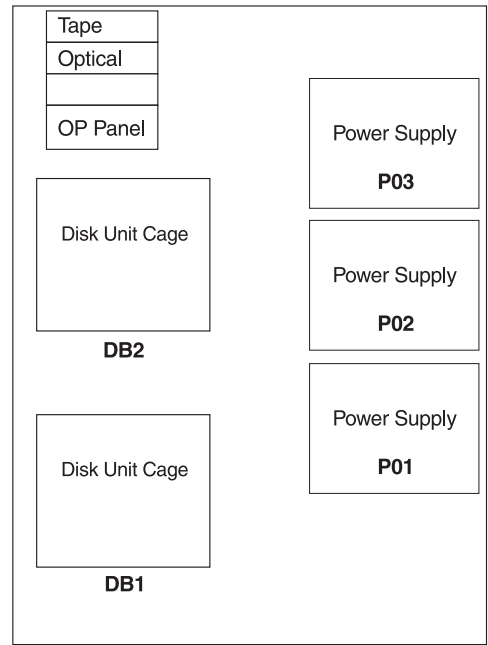 Tape
Optical
OP Panel
Disk Unit Cage
DB2
Disk Unit Cage
DB1
Power Supply
P03
Power Supply
P02
Power Supply
P01